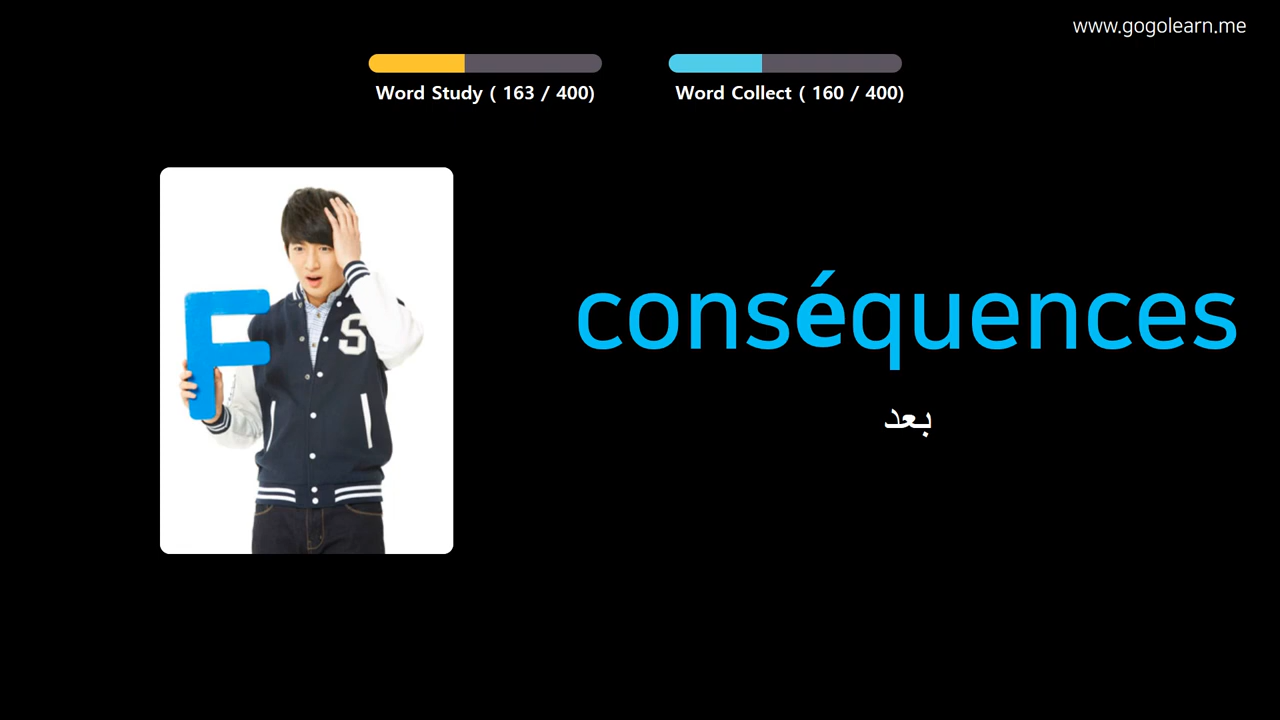 www.gogolearn.me
Word Study ( 163 / 400)
Word Collect ( 160 / 400)
F
S
conséquences
بعد